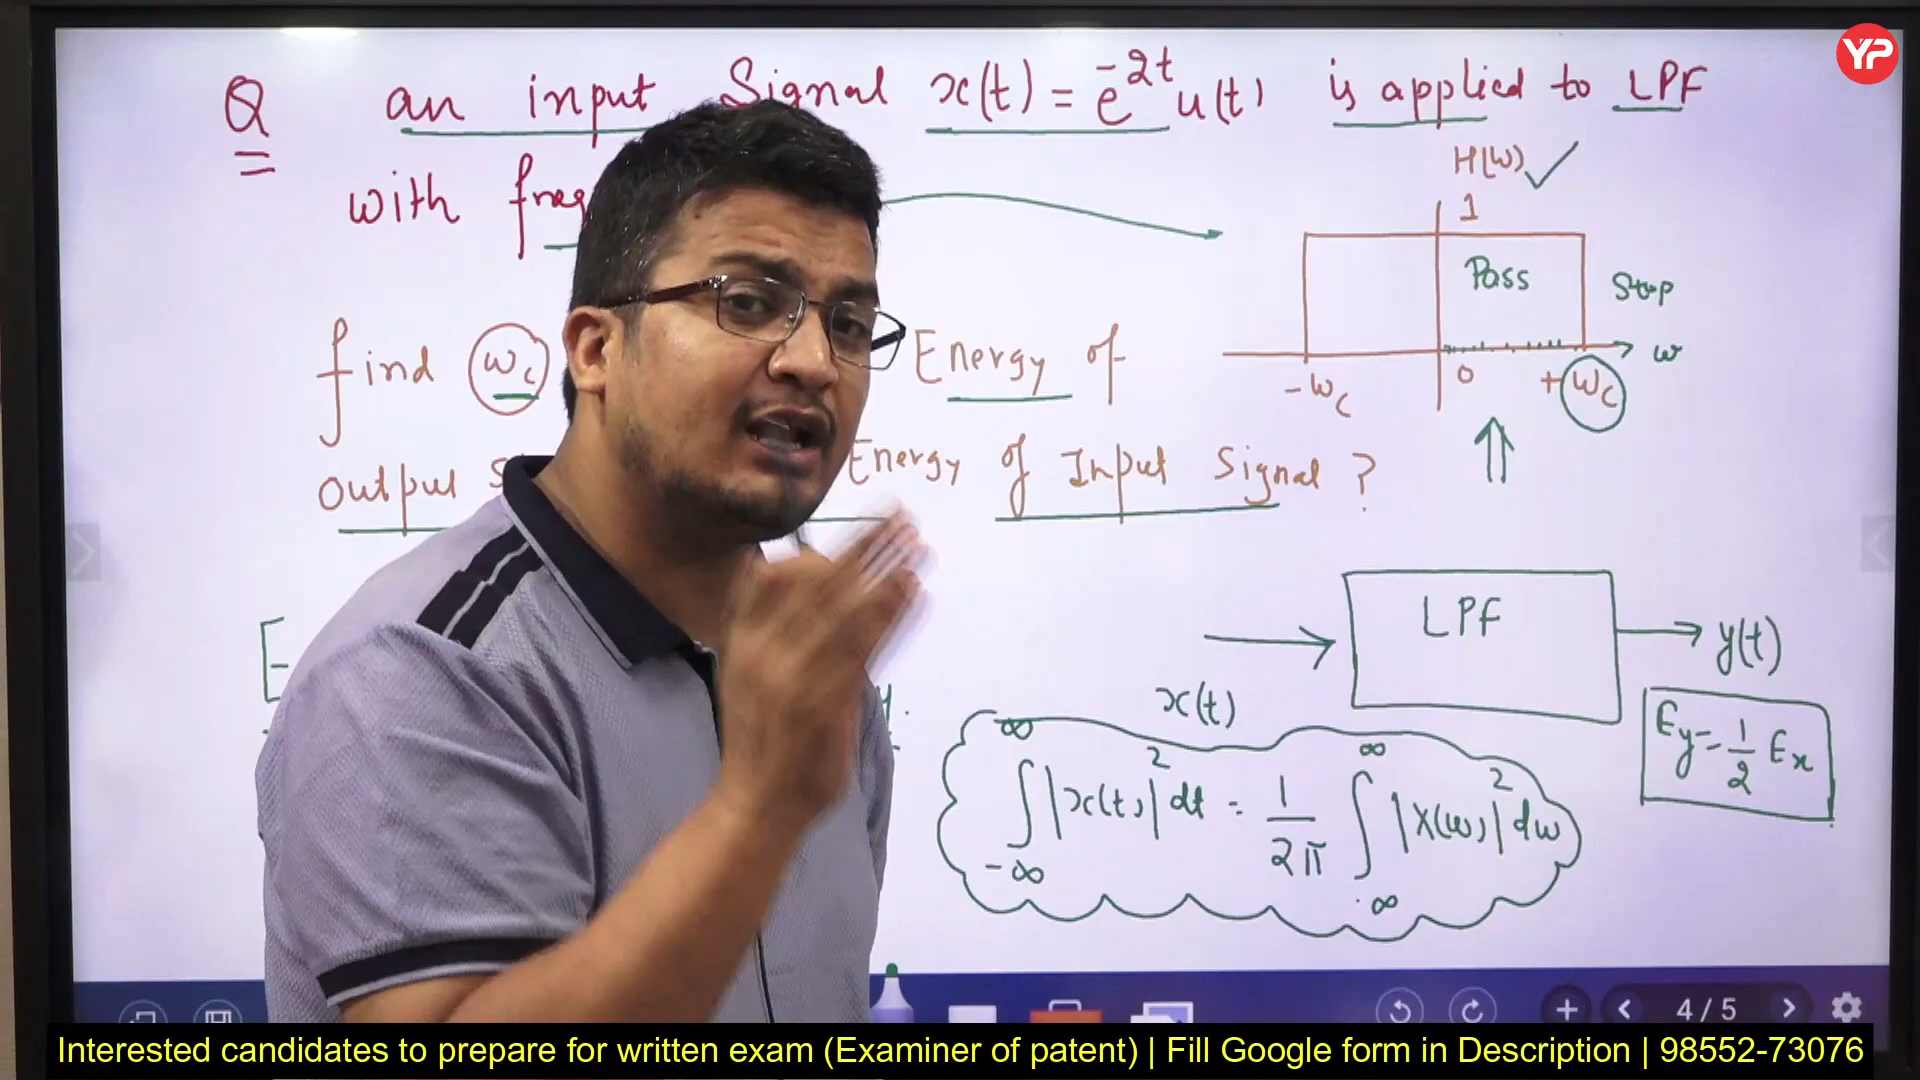 YP
Q an input Signal x(t) = e^-2t u(t) is applied to LPF
with freq
H(ω)
1
Pass
Stop
ω
-ωc 0 +ωc
find ωc Energy of
output S Energy of Input Signal ?
E
y.
LPF
x(t)
y(t)
∞ ∫ -∞ |x(t)|^2 dt = 1/2π ∞ ∫ ∞ |X(ω)|^2 dω
Ey = 1/2 Ex
4 / 5
Interested candidates to prepare for written exam (Examiner of patent) | Fill Google form in Description | 98552-73076